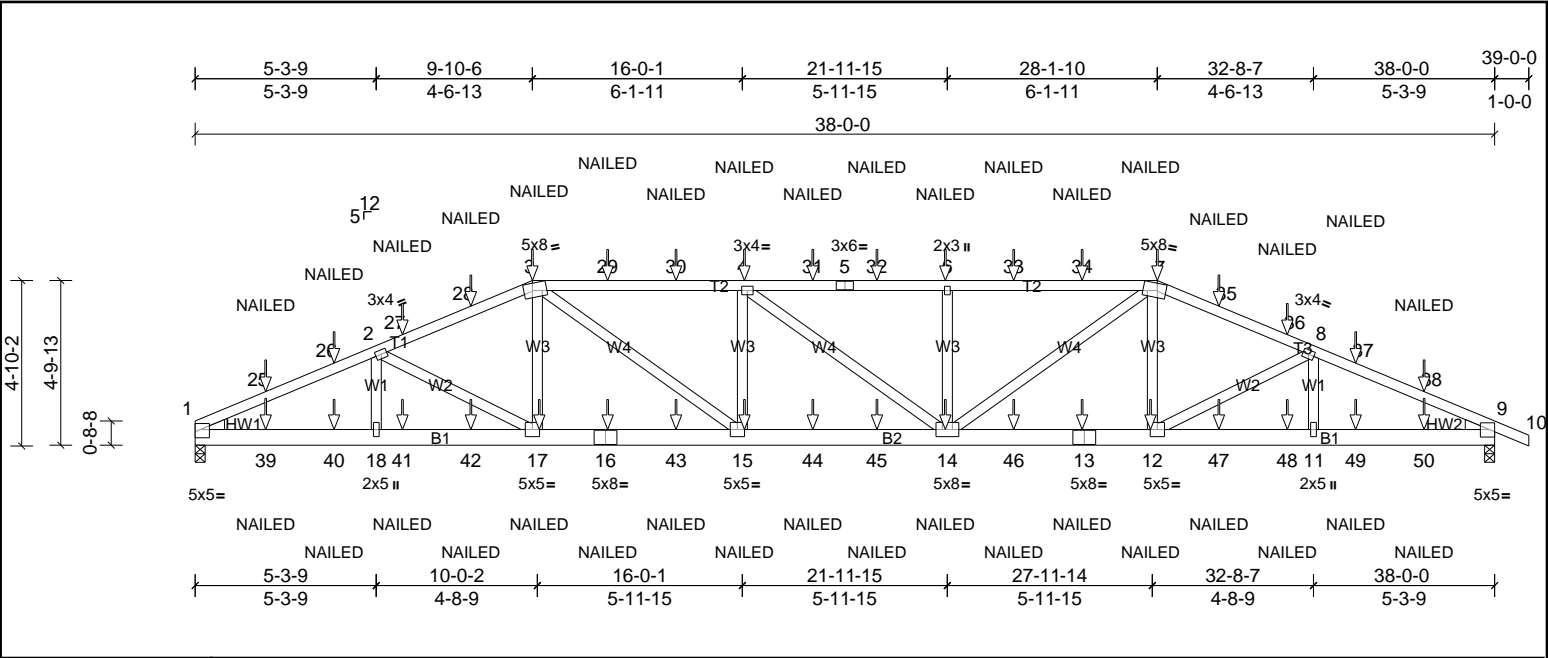 39-0-0
5-3-9 9-10-6 16-0-1 21-11-15 28-1-10 32-8-7 38-0-0
5-3-9 4-6-13 6-1-11 5-11-15 6-1-11 4-6-13 5-3-9 1-0-0
38-0-0
NAILED
NAILED NAILED NAILED NAILED
NAILED NAILED NAILED NAILED
12
5
NAILED NAILED NAILED NAILED
NAILED NAILED
NAILED
NAILED NAILED
5x8= 3x4= 3x6= 2x3 II 5x8=
3 29 30 4 31 5 32 6 33 34 7
T2 T2
28 35
3x4= 3x4=
27 36
2 T1 T3 8
26 37
W3 W4 W3 W4 W3 W4 W3
25 38
W1 W2 W2 W1
4-10-2 4-9-13 0-8-8
1 9
HW1 HW2 10
B1 B2 B1
39 40 18 41 42 17 16 43 15 44 45 14 46 13 12 47 48 11 49 50
5x5= 2x5 II 5x5= 5x8= 5x5= 5x8= 5x8= 5x5= 2x5 II 5x5=
NAILED NAILED NAILED NAILED NAILED NAILED NAILED NAILED NAILED
NAILED NAILED NAILED NAILED NAILED NAILED NAILED NAILED NAILED
5-3-9 10-0-2 16-0-1 21-11-15 27-11-14 32-8-7 38-0-0
5-3-9 4-8-9 5-11-15 5-11-15 5-11-15 4-8-9 5-3-9